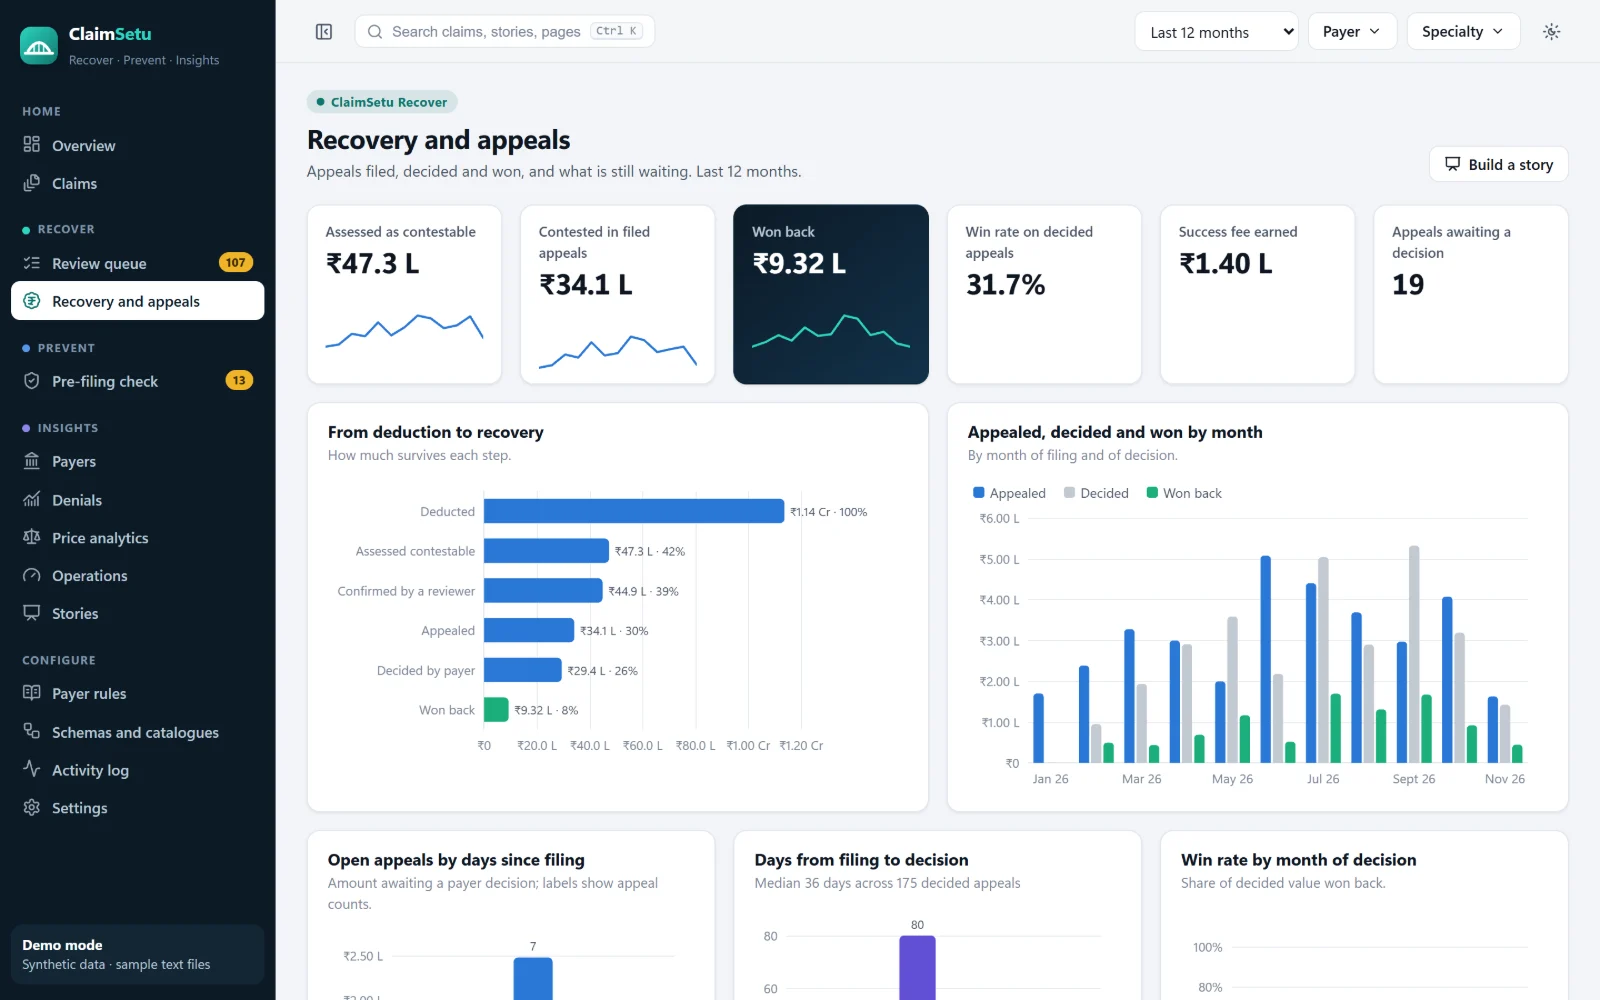 ClaimSetu
Recover · Prevent · Insights
HOME
Overview
Claims
RECOVER
Review queue 107
Recovery and appeals
PREVENT
Pre-filing check 13
INSIGHTS
Payers
Denials
Price analytics
Operations
Stories
CONFIGURE
Payer rules
Schemas and catalogues
Activity log
Settings
Demo mode
Synthetic data · sample text files
Search claims, stories, pages Ctrl K
Last 12 months
Payer
Specialty
ClaimSetu Recover
Recovery and appeals
Appeals filed, decided and won, and what is still waiting. Last 12 months.
Build a story
Assessed as contestable
₹47.3 L
Contested in filed
appeals
₹34.1 L
Won back
₹9.32 L
Win rate on decided
appeals
31.7%
Success fee earned
₹1.40 L
Appeals awaiting a
decision
19
From deduction to recovery
How much survives each step.
Deducted ₹1.14 Cr · 100%
Assessed contestable ₹47.3 L · 42%
Confirmed by a reviewer ₹44.9 L · 39%
Appealed ₹34.1 L · 30%
Decided by payer ₹29.4 L · 26%
Won back ₹9.32 L · 8%
₹0 ₹20.0 L ₹40.0 L ₹60.0 L ₹80.0 L ₹1.00 Cr ₹1.20 Cr
Appealed, decided and won by month
By month of filing and of decision.
Appealed Decided Won back
₹6.00 L
₹5.00 L
₹4.00 L
₹3.00 L
₹2.00 L
₹1.00 L
₹0
Jan 26 Mar 26 May 26 Jul 26 Sept 26 Nov 26
Open appeals by days since filing
Amount awaiting a payer decision; labels show appeal
counts.
7
₹2.50 L
₹2.00 L
Days from filing to decision
Median 36 days across 175 decided appeals
80
80
60
Win rate by month of decision
Share of decided value won back.
100%
80%